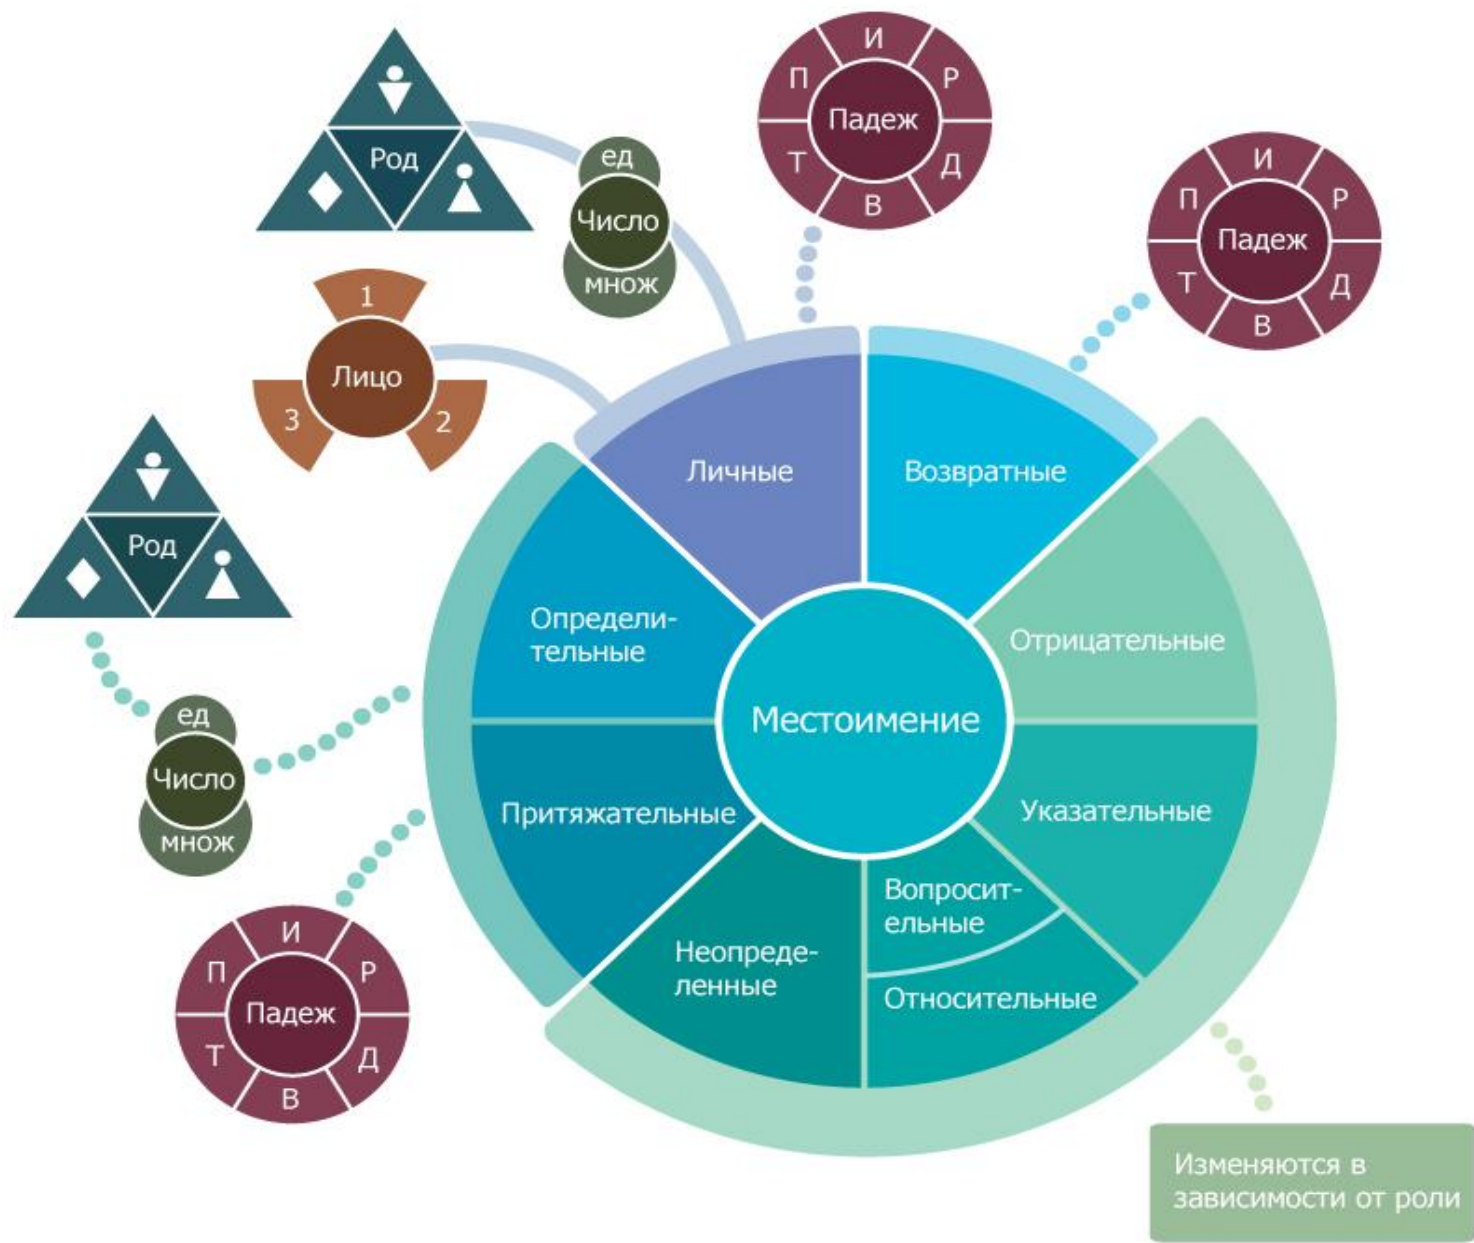 И
П
Р
Падеж
Т
Д
В
Род
ед
Число
множ
И
П
Р
Падеж
Т
Д
В
1
Лицо
3
2
Личные
Возвратные
Род
Определи-
тельные
Отрицательные
ед
Число
множ
Местоимение
Притяжательные
Указательные
Вопросит-
ельные
Неопреде-
ленные
Относительные
И
П
Р
Падеж
Т
Д
В
Изменяются в
зависимости от роли